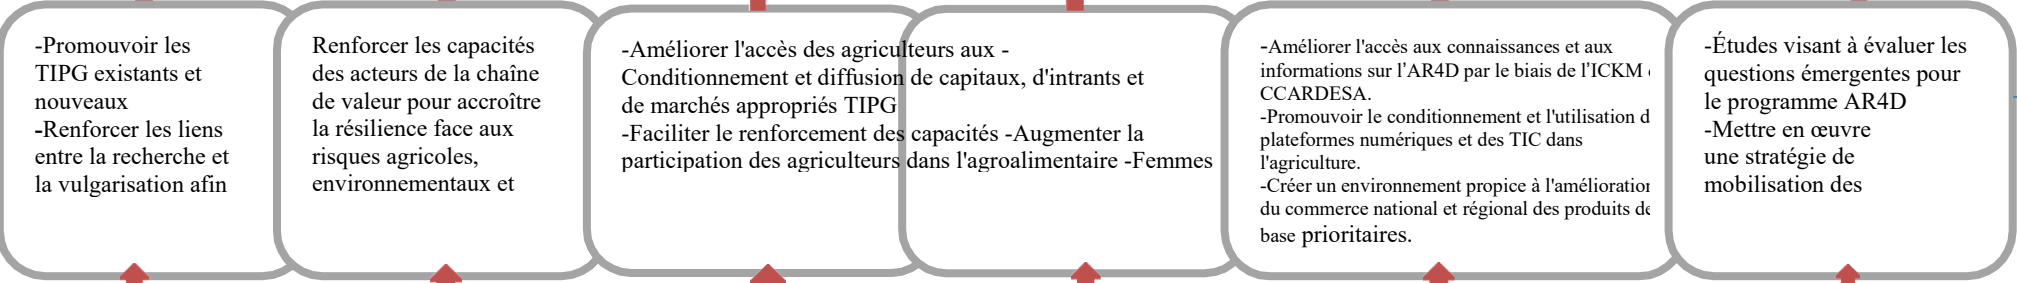 -Promouvoir les
TIPG existants et
nouveaux
-Renforcer les liens
entre la recherche et
la vulgarisation afin
Renforcer les capacités
des acteurs de la chaîne
de valeur pour accroître
la résilience face aux
risques agricoles,
environnementaux et
-Améliorer l'accès des agriculteurs aux -
Conditionnement et diffusion de capitaux, d'intrants et
de marchés appropriés TIPG
-Faciliter le renforcement des capacités -Augmenter la
participation des agriculteurs dans l'agroalimentaire -Femmes
-Améliorer l'accès aux connaissances et aux
informations sur l'AR4D par le biais de l'ICKM
CCARDESA.
-Promouvoir le conditionnement et l'utilisation d
plateformes numériques et des TIC dans
l'agriculture.
-Créer un environnement propice à l'amélioration
du commerce national et régional des produits de
base prioritaires.
-Études visant à évaluer les
questions émergentes pour
le programme AR4D
-Mettre en œuvre
une stratégie de
mobilisation des